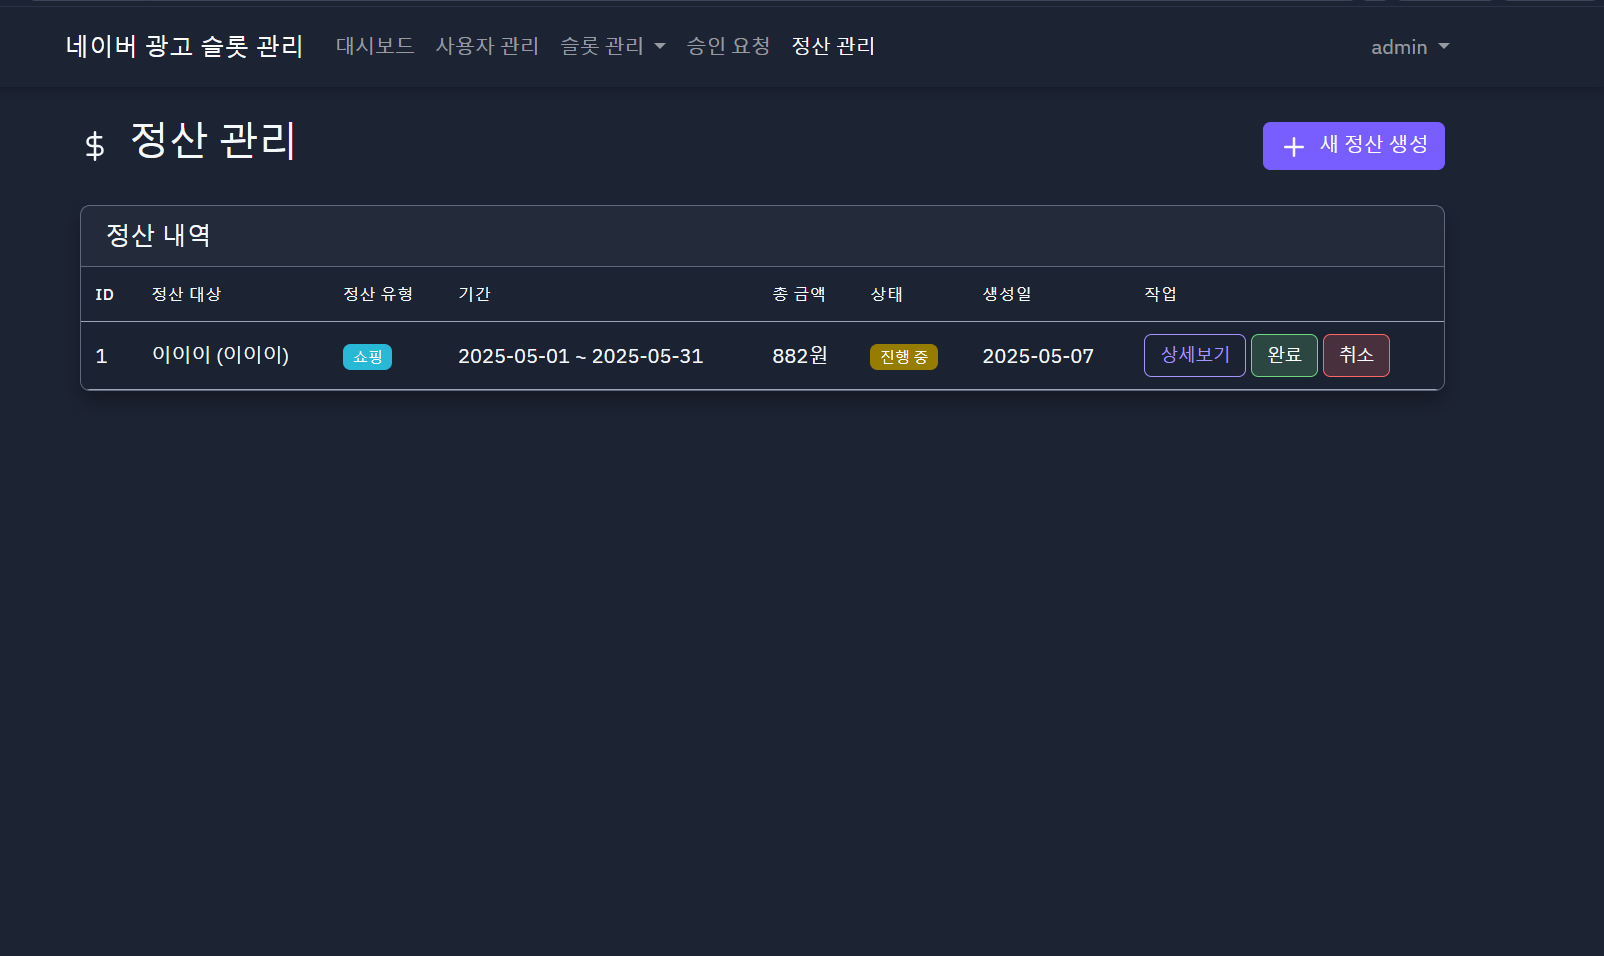 네이버 광고 슬롯 관리 대시보드 사용자 관리 슬롯 관리 승인 요청 정산 관리 admin
$ 정산 관리
+ 새 정산 생성
정산 내역
ID 정산 대상 정산 유형 기간 총 금액 상태 생성일 작업
1 이이이 (이이이) 쇼핑 2025-05-01 ~ 2025-05-31 882원 진행 중 2025-05-07 상세보기 완료 취소